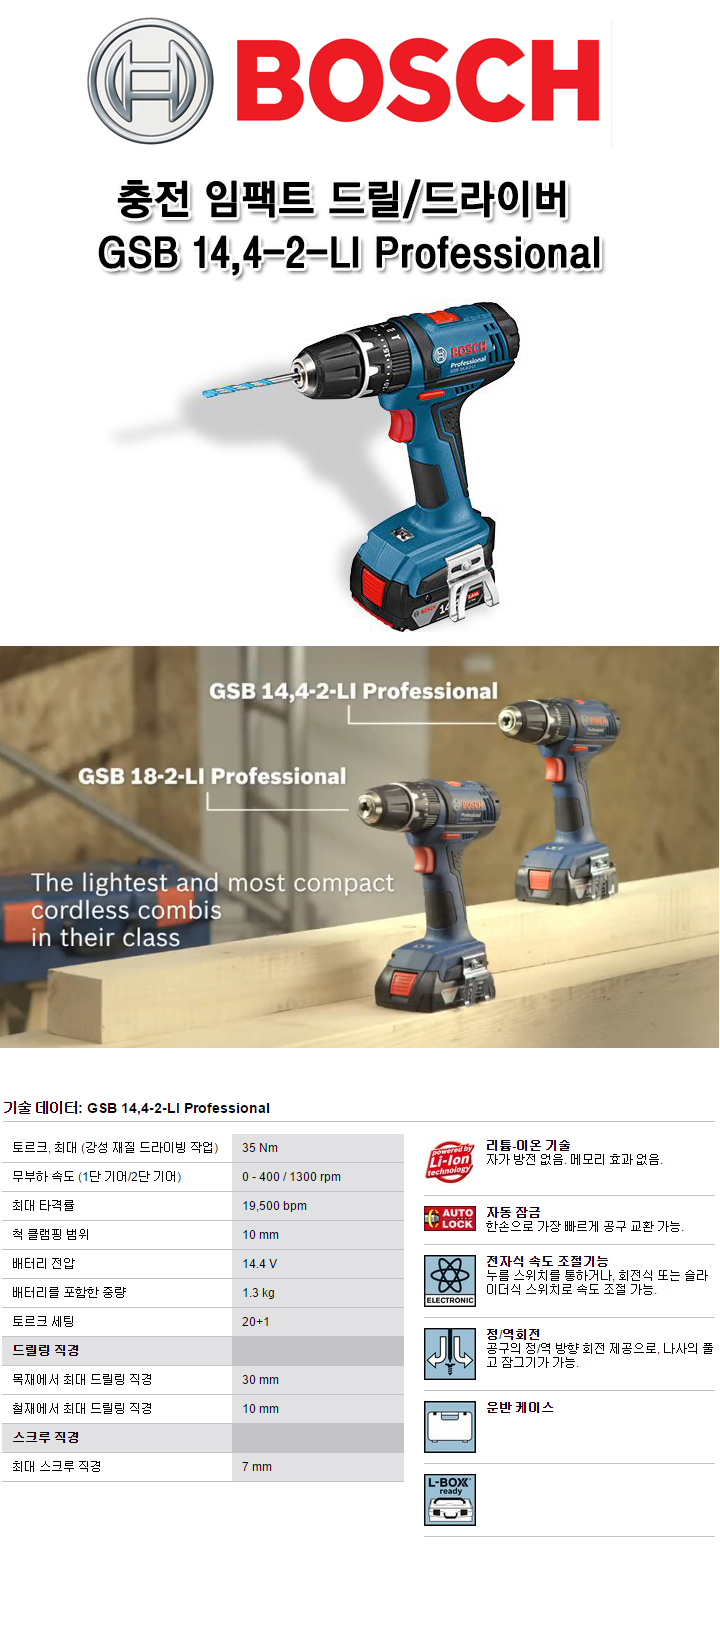 BOSCH
충전 임팩트 드릴/드라이버
GSB 14,4-2-LI Professional
BOSCH
Professional
BOSCH
GSB 14,4-2-LI Professional
GSB 18-2-LI Professional
BOSCH
BOSCH
The lightest and most compact
cordless combis
in their class
기술 데이터: GSB 14,4-2-LI Professional
토르크, 최대 (강성 재질 드라이빙 작업) 35 Nm
무부하 속도 (1단 기어/2단 기어) 0 - 400 / 1300 rpm
최대 타격률 19,500 bpm
척 클램핑 범위 10 mm
배터리 전압 14.4 V
배터리를 포함한 중량 1.3 kg
토르크 세팅 20+1
드릴링 직경
목재에서 최대 드릴링 직경 30 mm
철재에서 최대 드릴링 직경 10 mm
스크루 직경
최대 스크루 직경 7 mm
powered by
Li-Ion
technology
리튬-이온 기술
자가 방전 없음. 메모리 효과 없음.
AUTO
LOCK
자동 잠금
한손으로 가장 빠르게 공구 교환 가능.
ELECTRONIC
전자식 속도 조절기능
누름 스위치를 통하거나, 회전식 또는 슬라
이더식 스위치로 속도 조절 가능.
정/역회전
공구의 정/역 방향 회전 제공으로, 나사의 풀
고 잠그기가 가능.
운반 케이스
L-BOXX
ready